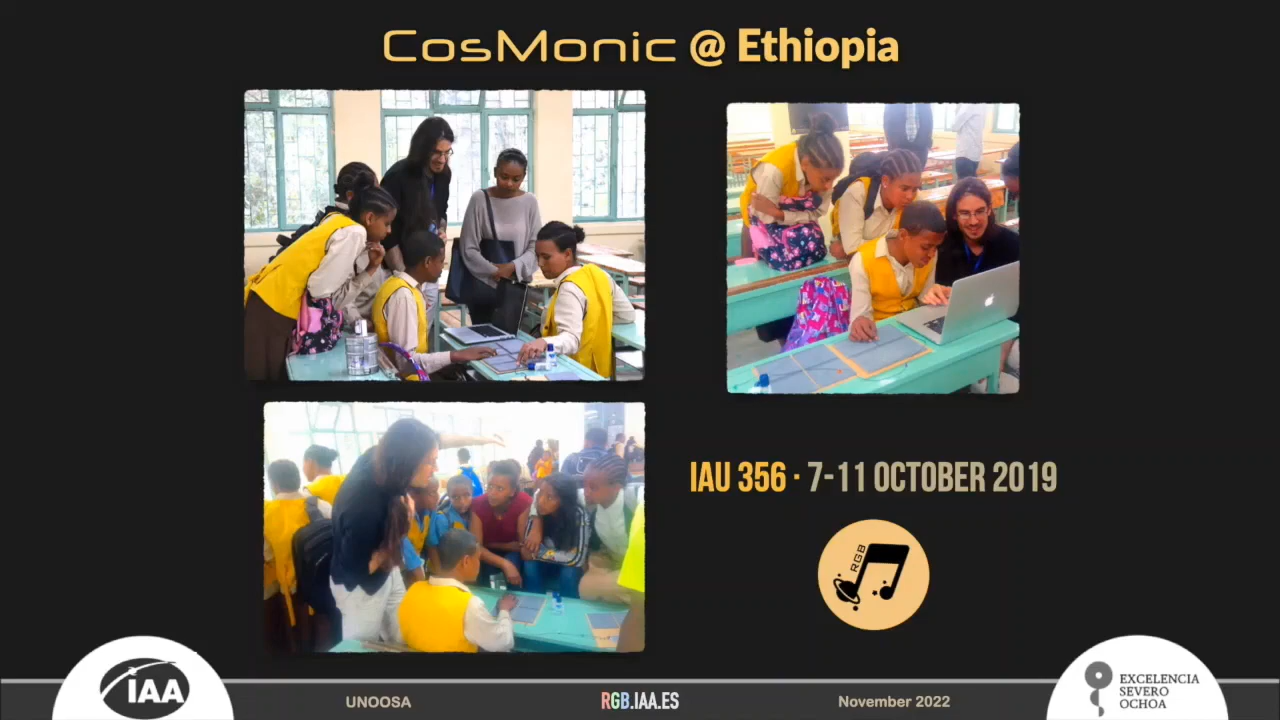 CosMonic @ Ethiopia
IAU 356 · 7-11 OCTOBER 2019
RGB
IAA
UNOOSA
RGB.IAA.ES
November 2022
EXCELENCIA
SEVERO
OCHOA